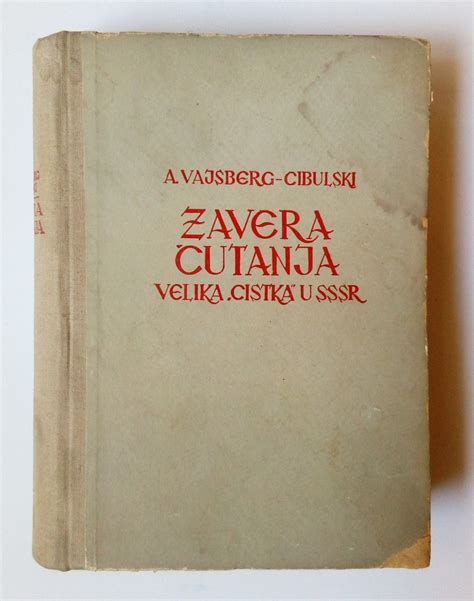 A. VAJSBERG-CIBULSKI
ZAVERA
ĆUTANJA
VELIKA „ČISTKA" U SSSR